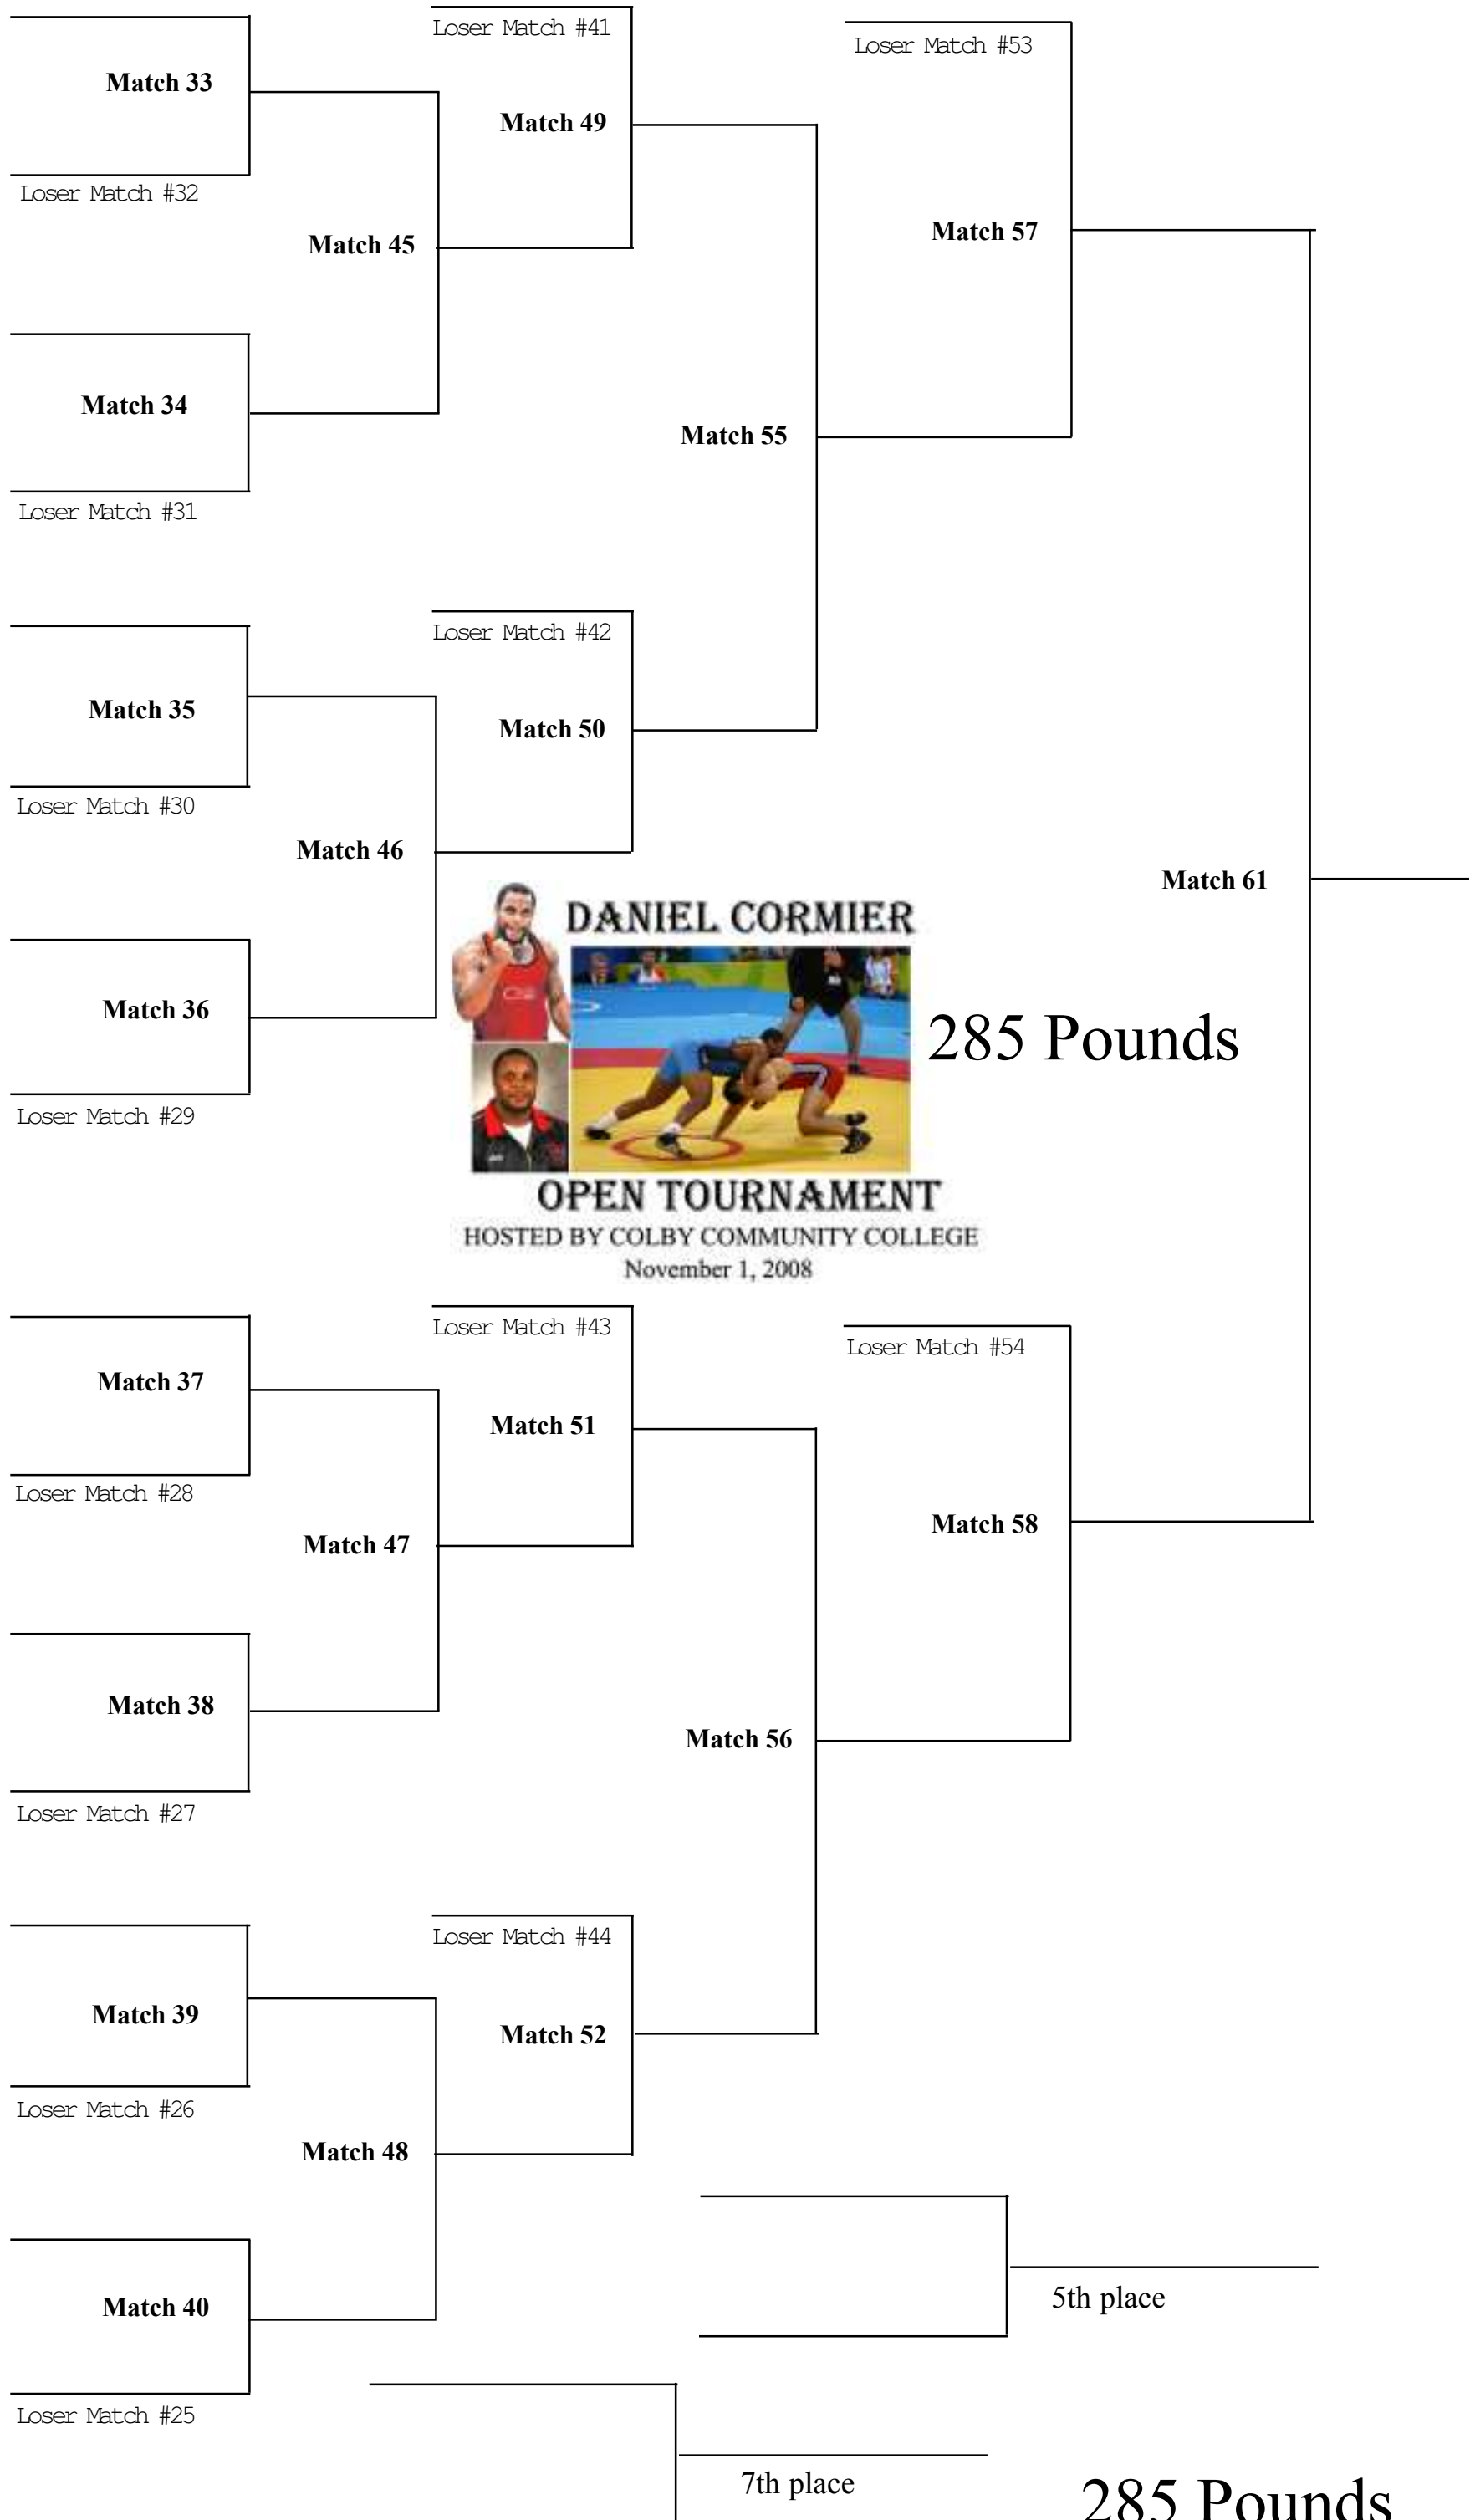 Loser Match #41
Loser Match #53
Match 33
Match 49
Loser Match #32
Match 57
Match 45
Match 34
Match 55
Loser Match #31
Loser Match #42
Match 35
Match 50
Loser Match #30
Match 46
Match 61
DANIEL CORMIER
Match 36
285 Pounds
Loser Match #29
OPEN TOURNAMENT
HOSTED BY COLBY COMMUNITY COLLEGE
November 1, 2008
Loser Match #43
Loser Match #54
Match 37
Match 51
Loser Match #28
Match 58
Match 47
Match 38
Match 56
Loser Match #27
Loser Match #44
Match 39
Match 52
Loser Match #26
Match 48
5th place
Match 40
Loser Match #25
7th place
285 Pounds